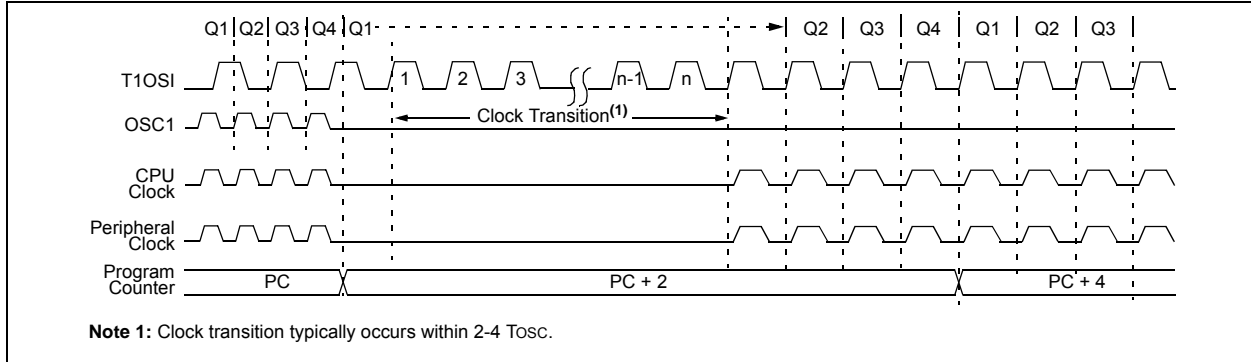 Q1 Q2 Q3 Q4 Q1 Q2 Q3 Q4 Q1 Q2 Q3
T1OSI 1 2 3 n-1 n
Clock Transition(1)
OSC1
CPU
Clock
Peripheral
Clock
Program
Counter
PC PC + 2 PC + 4
Note 1: Clock transition typically occurs within 2-4 TOSC.